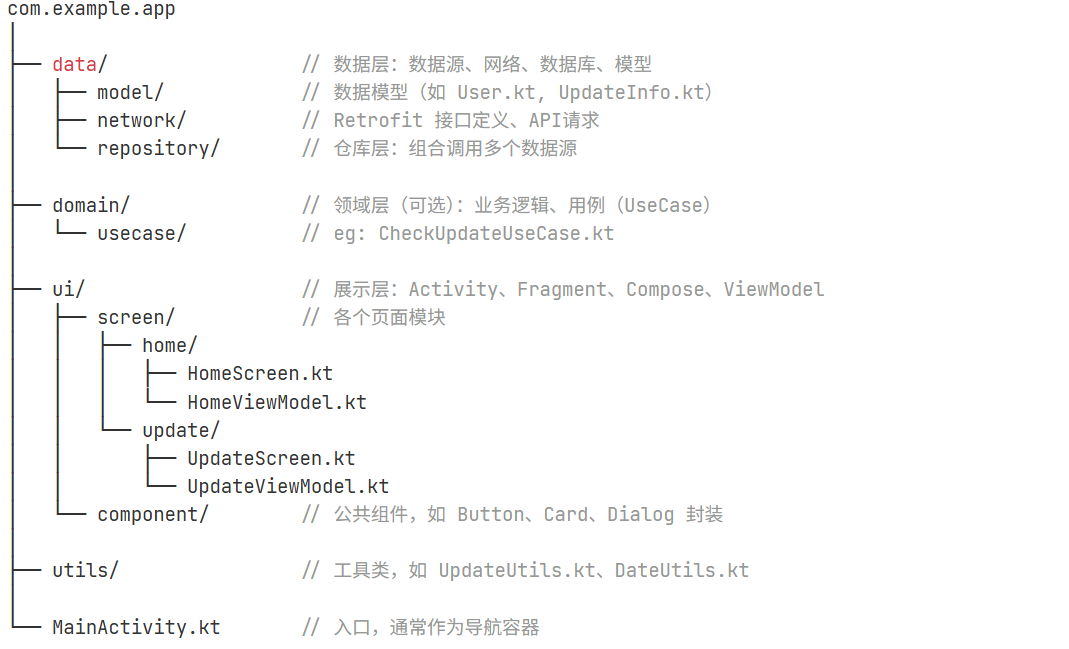 com.example.app
│
├── data/ // 数据层：数据源、网络、数据库、模型
│   ├── model/ // 数据模型（如 User.kt, UpdateInfo.kt）
│   ├── network/ // Retrofit 接口定义、API请求
│   └── repository/ // 仓库层：组合调用多个数据源
│
├── domain/ // 领域层（可选）：业务逻辑、用例（UseCase）
│   └── usecase/ // eg: CheckUpdateUseCase.kt
│
├── ui/ // 展示层：Activity、Fragment、Compose、ViewModel
│   ├── screen/ // 各个页面模块
│   │   ├── home/
│   │   │   ├── HomeScreen.kt
│   │   │   └── HomeViewModel.kt
│   │   └── update/
│   │       ├── UpdateScreen.kt
│   │       └── UpdateViewModel.kt
│   └── component/ // 公共组件，如 Button、Card、Dialog 封装
│
├── utils/ // 工具类，如 UpdateUtils.kt、DateUtils.kt
│
└── MainActivity.kt // 入口，通常作为导航容器